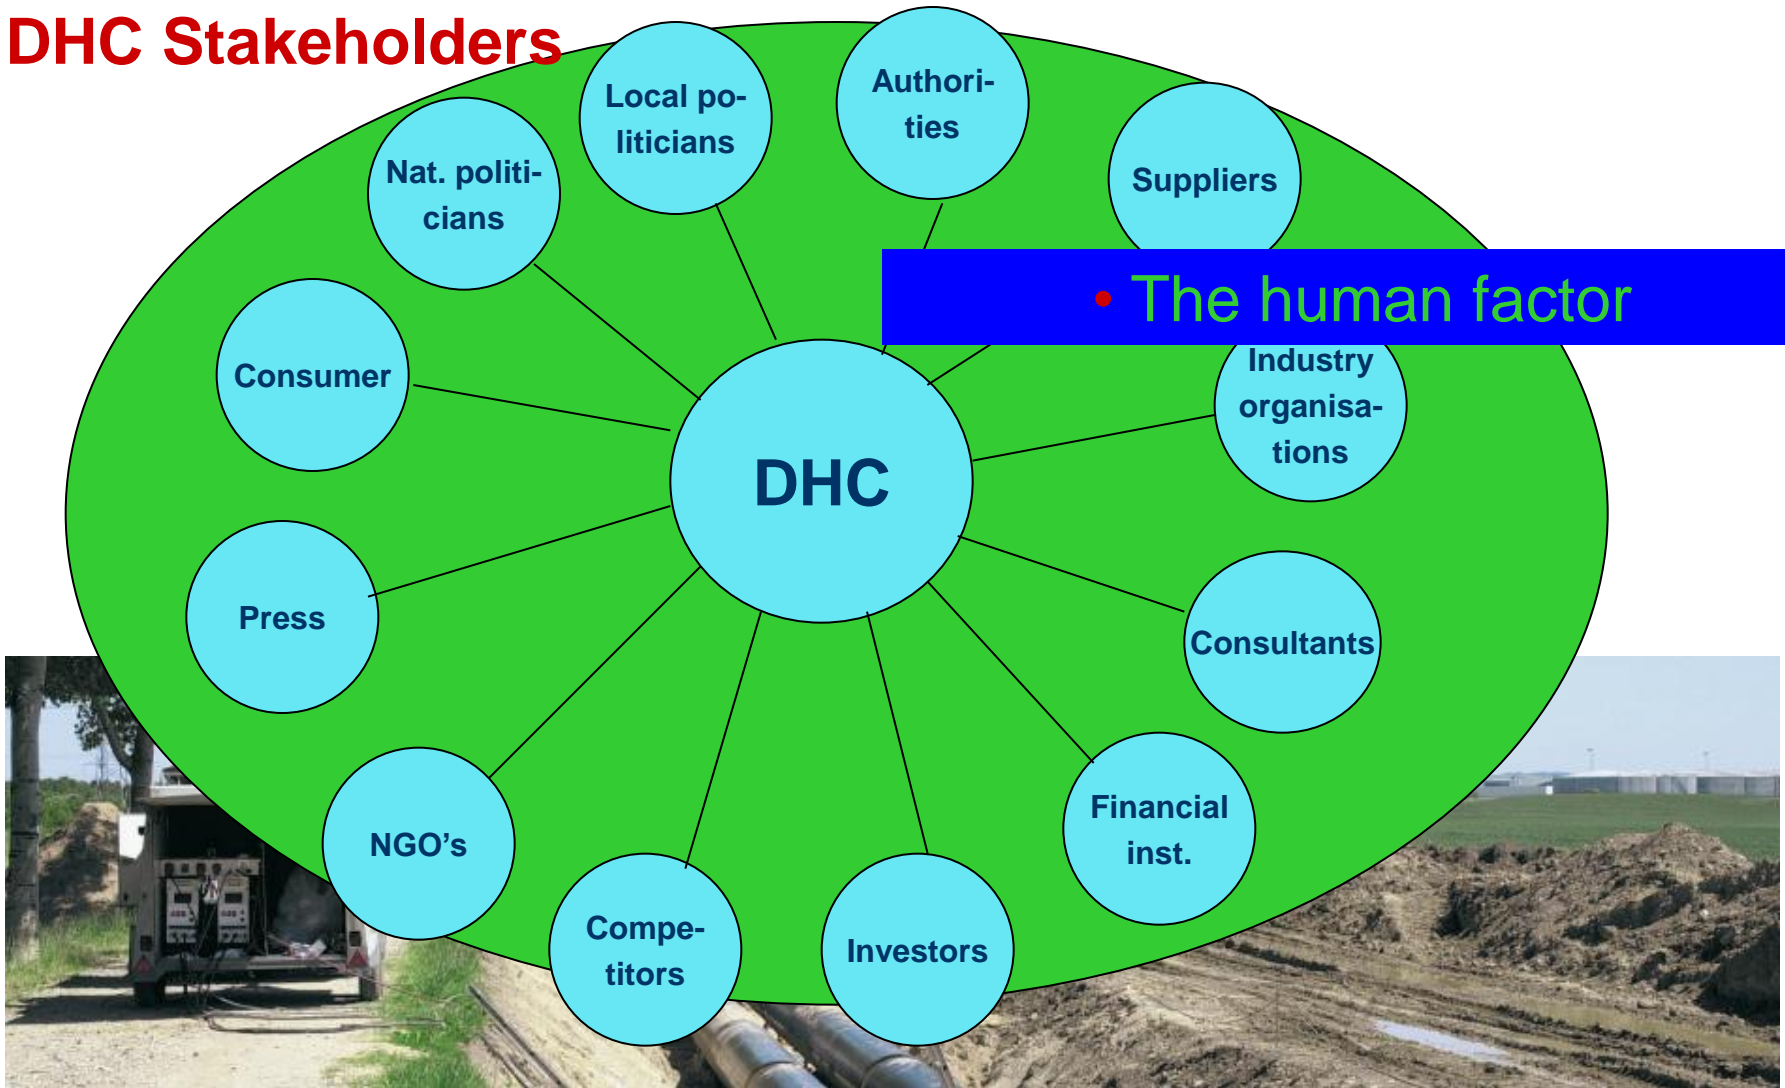 DHC Stakeholders
Local po-
liticians
Authori-
ties
Nat. politi-
cians
Suppliers
• The human factor
Consumer
Industry
organisa-
tions
DHC
Press
Consultants
NGO's
Financial
inst.
Compe-
titors
Investors